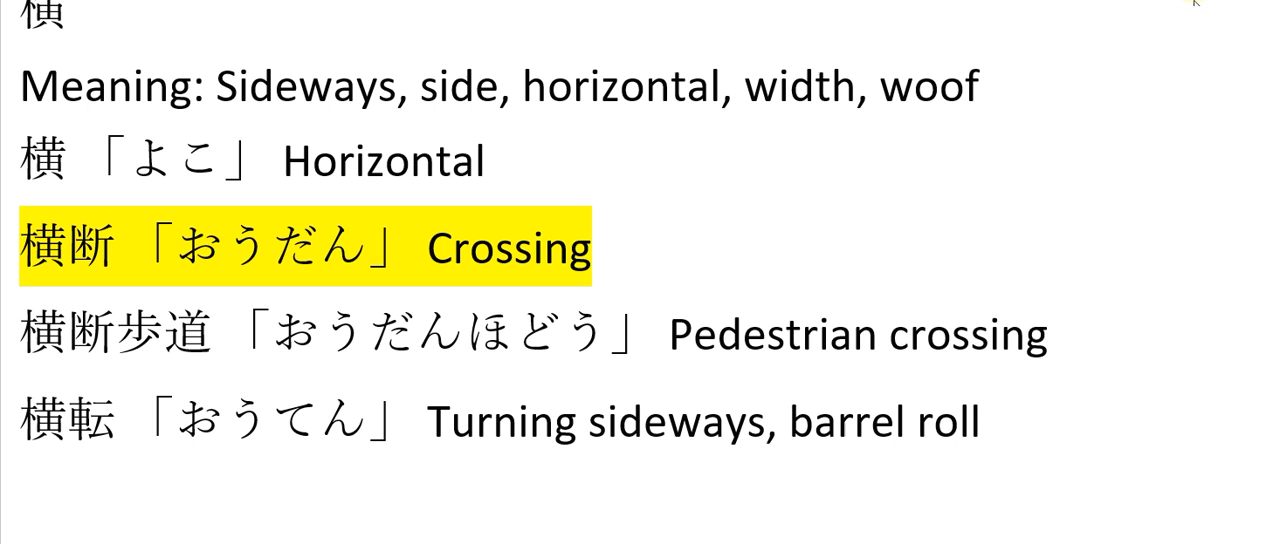 横
Meaning: Sideways, side, horizontal, width, woof
横 「よこ」 Horizontal
横断 「おうだん」 Crossing
横断歩道 「おうだんほどう」 Pedestrian crossing
横転 「おうてん」 Turning sideways, barrel roll